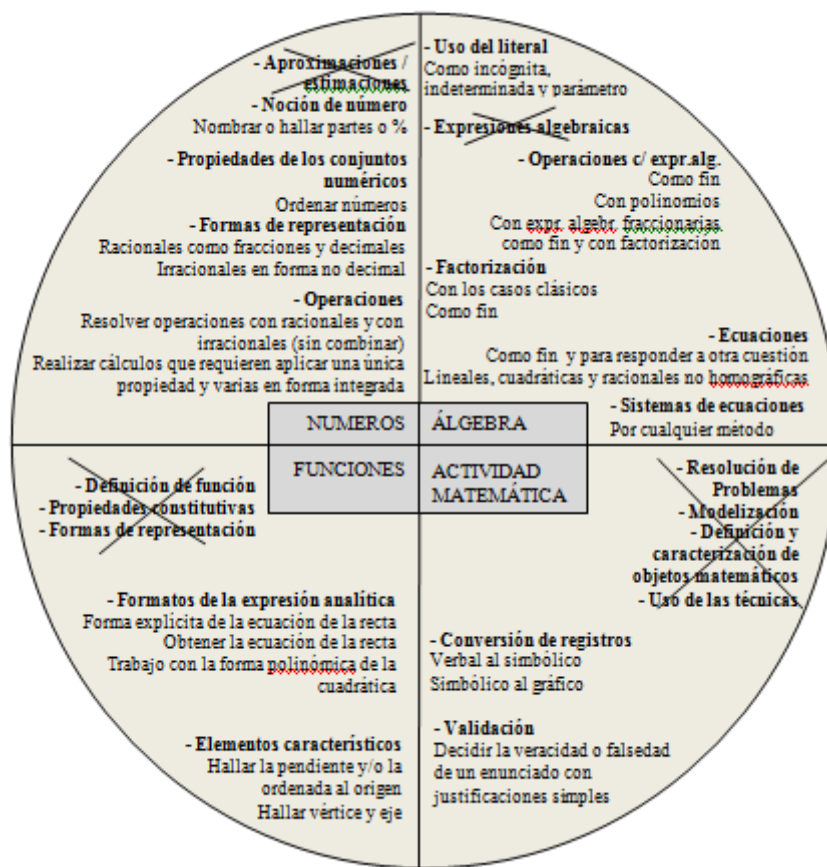 - Aproximaciones /
estimaciones
- Noción de número
Nombrar o hallar partes o %
- Propiedades de los conjuntos
numéricos
Ordenar números
- Formas de representación
Racionales como fracciones y decimales
Irracionales en forma no decimal
- Operaciones
Resolver operaciones con racionales y con
irracionales (sin combinar)
Realizar cálculos que requieren aplicar una única
propiedad y varias en forma integrada
NUMEROS
- Uso del literal
Como incógnita,
indeterminada y parámetro
- Expresiones algebraicas
- Operaciones c/ expr.alg.
Como fin
Con polinomios
Con expr. algebr. fraccionarias
como fin y con factorización
- Factorización
Con los casos clásicos
Como fin
- Ecuaciones
Como fin y para responder a otra cuestión
Lineales, cuadráticas y racionales no homográficas
- Sistemas de ecuaciones
Por cualquier método
ÁLGEBRA
FUNCIONES
- Definición de función
- Propiedades constitutivas
- Formas de representación
- Formatos de la expresión analítica
Forma explícita de la ecuación de la recta
Obtener la ecuación de la recta
Trabajo con la forma polinómica de la
cuadrática
- Elementos característicos
Hallar la pendiente y/o la
ordenada al origen
Hallar vértice y eje
ACTIVIDAD
MATEMÁTICA
- Resolución de
Problemas
- Modelización
- Definición y
caracterización de
objetos matemáticos
- Uso de las técnicas
- Conversión de registros
Verbal al simbólico
Simbólico al gráfico
- Validación
Decidir la veracidad o falsedad
de un enunciado con
justificaciones simples